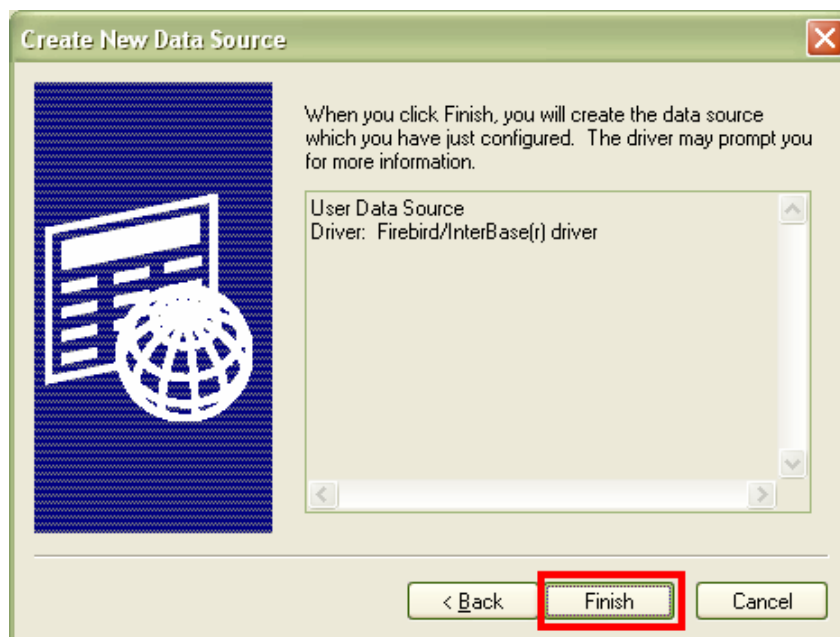 Create New Data Source
When you click Finish, you will create the data source
which you have just configured.  The driver may prompt you
for more information.
User Data Source
Driver:  Firebird/InterBase(r) driver
< Back
Finish
Cancel